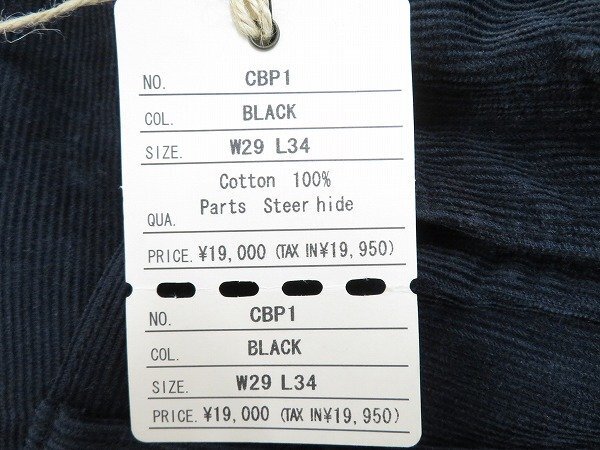 NO. CBP1
COL. BLACK
SIZE. W29 L34
Cotton 100%
QUA. Parts Steer hide
PRICE. ¥19,000 (TAX IN¥19,950)
NO. CBP1
COL. BLACK
SIZE. W29 L34
PRICE. ¥19,000 (TAX IN¥19,950)